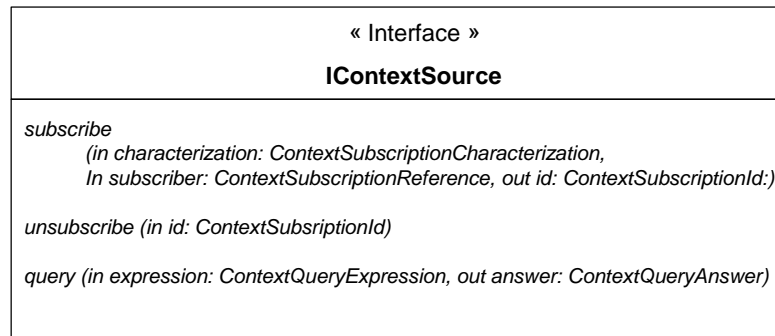 « Interface »
IContextSource
subscribe
(in characterization: ContextSubscriptionCharacterization,
In subscriber: ContextSubscriptionReference, out id: ContextSubscriptionId:)
unsubscribe (in id: ContextSubsriptionId)
query (in expression: ContextQueryExpression, out answer: ContextQueryAnswer)